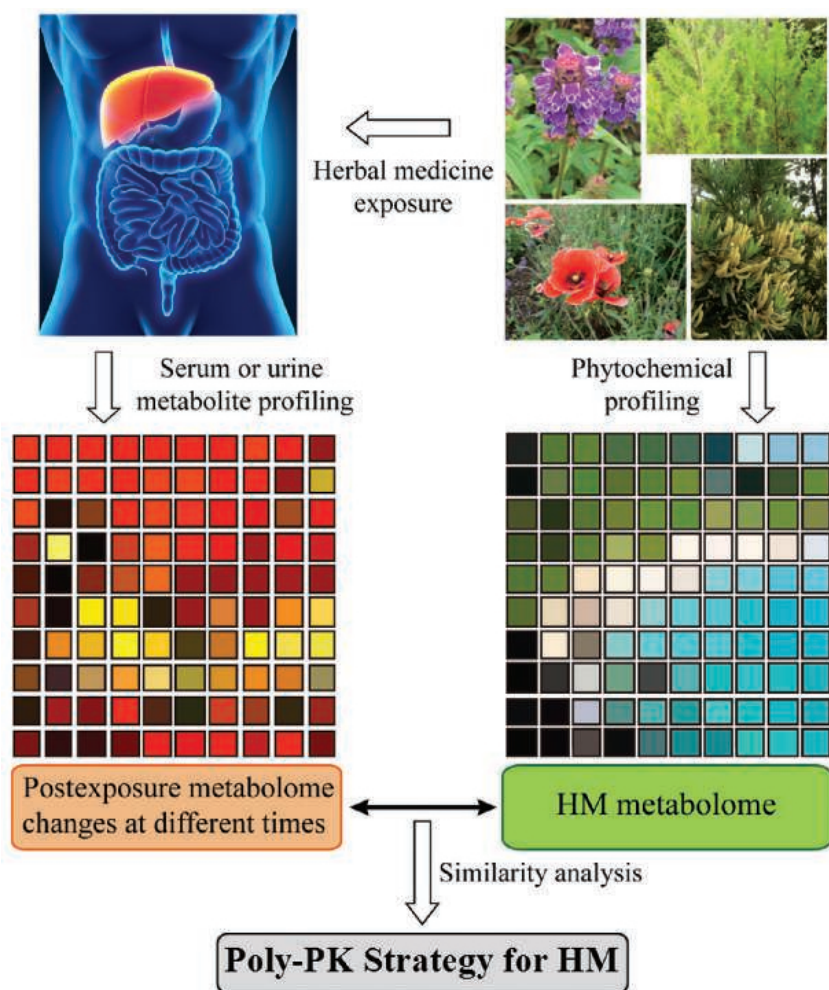 Herbal medicine
exposure
Serum or urine
metabolite profiling
Phytochemical
profiling
Postexposure metabolome
changes at different times
HM metabolome
Similarity analysis
Poly-PK Strategy for HM